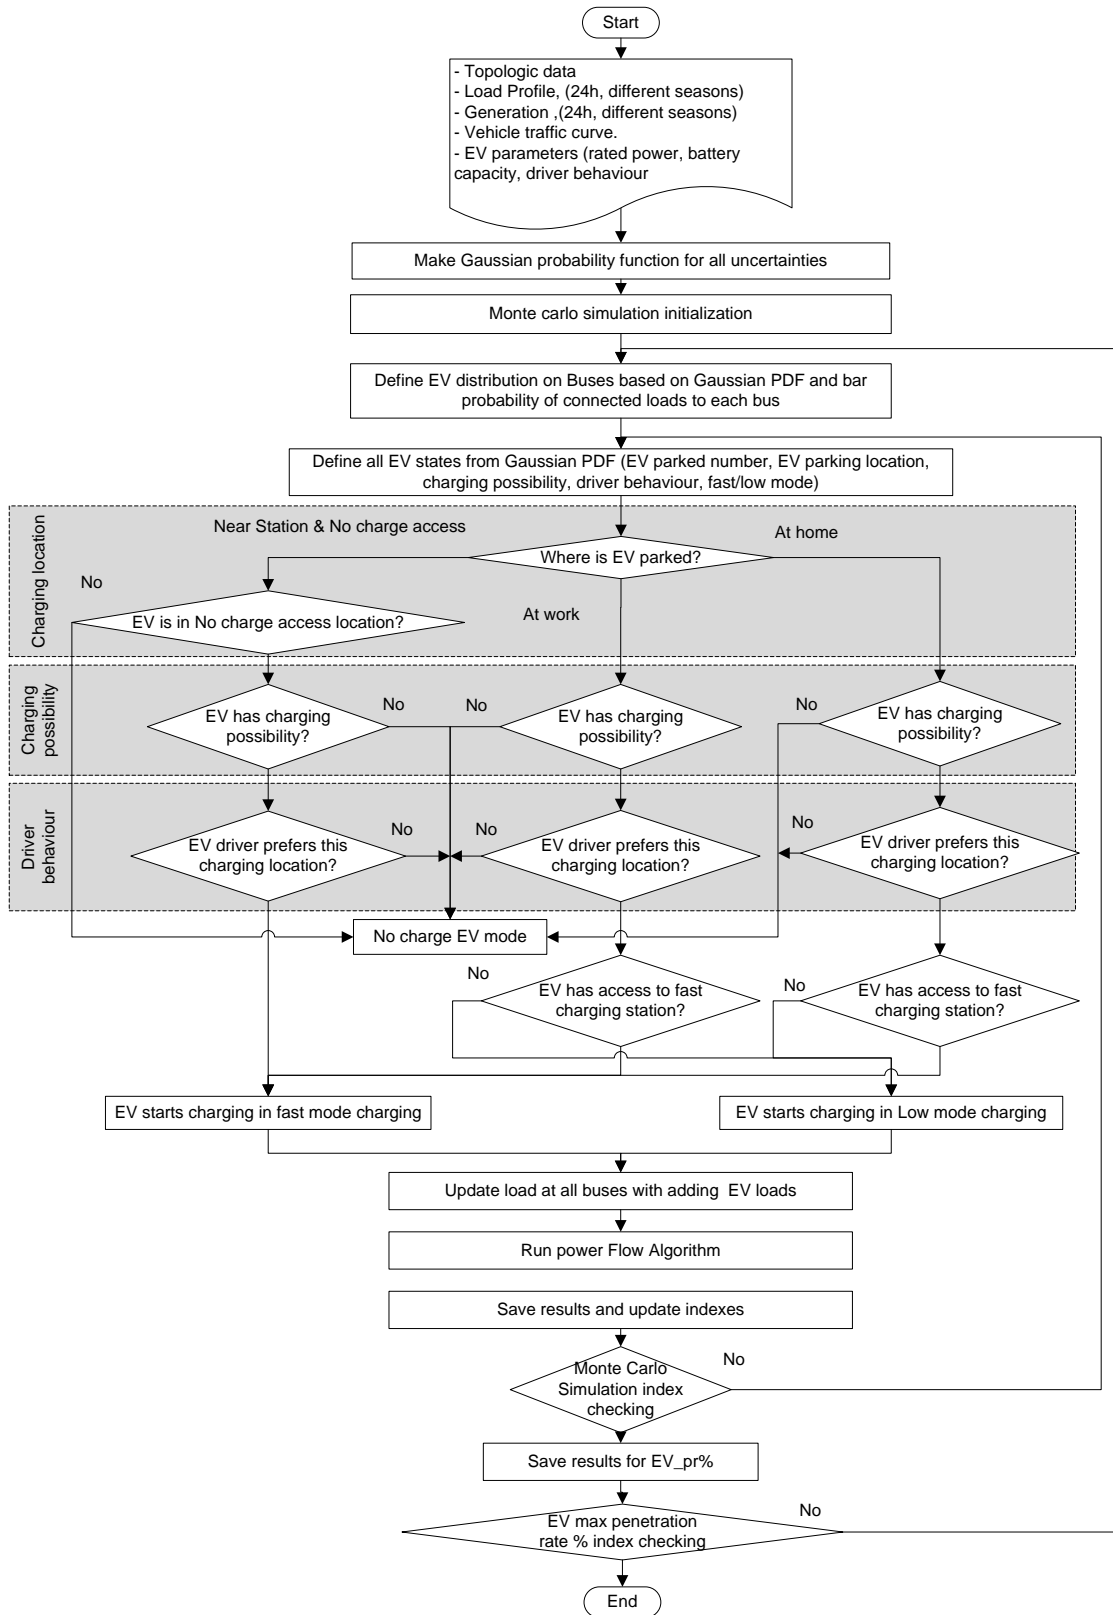 Start
- Topologic data
- Load Profile, (24h, different seasons)
- Generation ,(24h, different seasons)
- Vehicle traffic curve.
- EV parameters (rated power, battery
capacity, driver behaviour
Make Gaussian probability function for all uncertainties
Monte carlo simulation initialization
Define EV distribution on Buses based on Gaussian PDF and bar
probability of connected loads to each bus
Define all EV states from Gaussian PDF (EV parked number, EV parking location,
charging possibility, driver behaviour, fast/low mode)
Charging location
Near Station & No charge access
At home
Where is EV parked?
No
EV is in No charge access location?
At work
Charging
possibility
EV has charging
possibility?
No
No
EV has charging
possibility?
No
EV has charging
possibility?
Driver
behaviour
EV driver prefers this
charging location?
No
No
EV driver prefers this
charging location?
No
EV driver prefers this
charging location?
No charge EV mode
No
EV has access to fast
charging station?
No
EV has access to fast
charging station?
EV starts charging in fast mode charging
EV starts charging in Low mode charging
Update load at all buses with adding  EV loads
Run power Flow Algorithm
Save results and update indexes
Monte Carlo
Simulation index
checking
No
Save results for EV_pr%
EV max penetration
rate % index checking
No
End